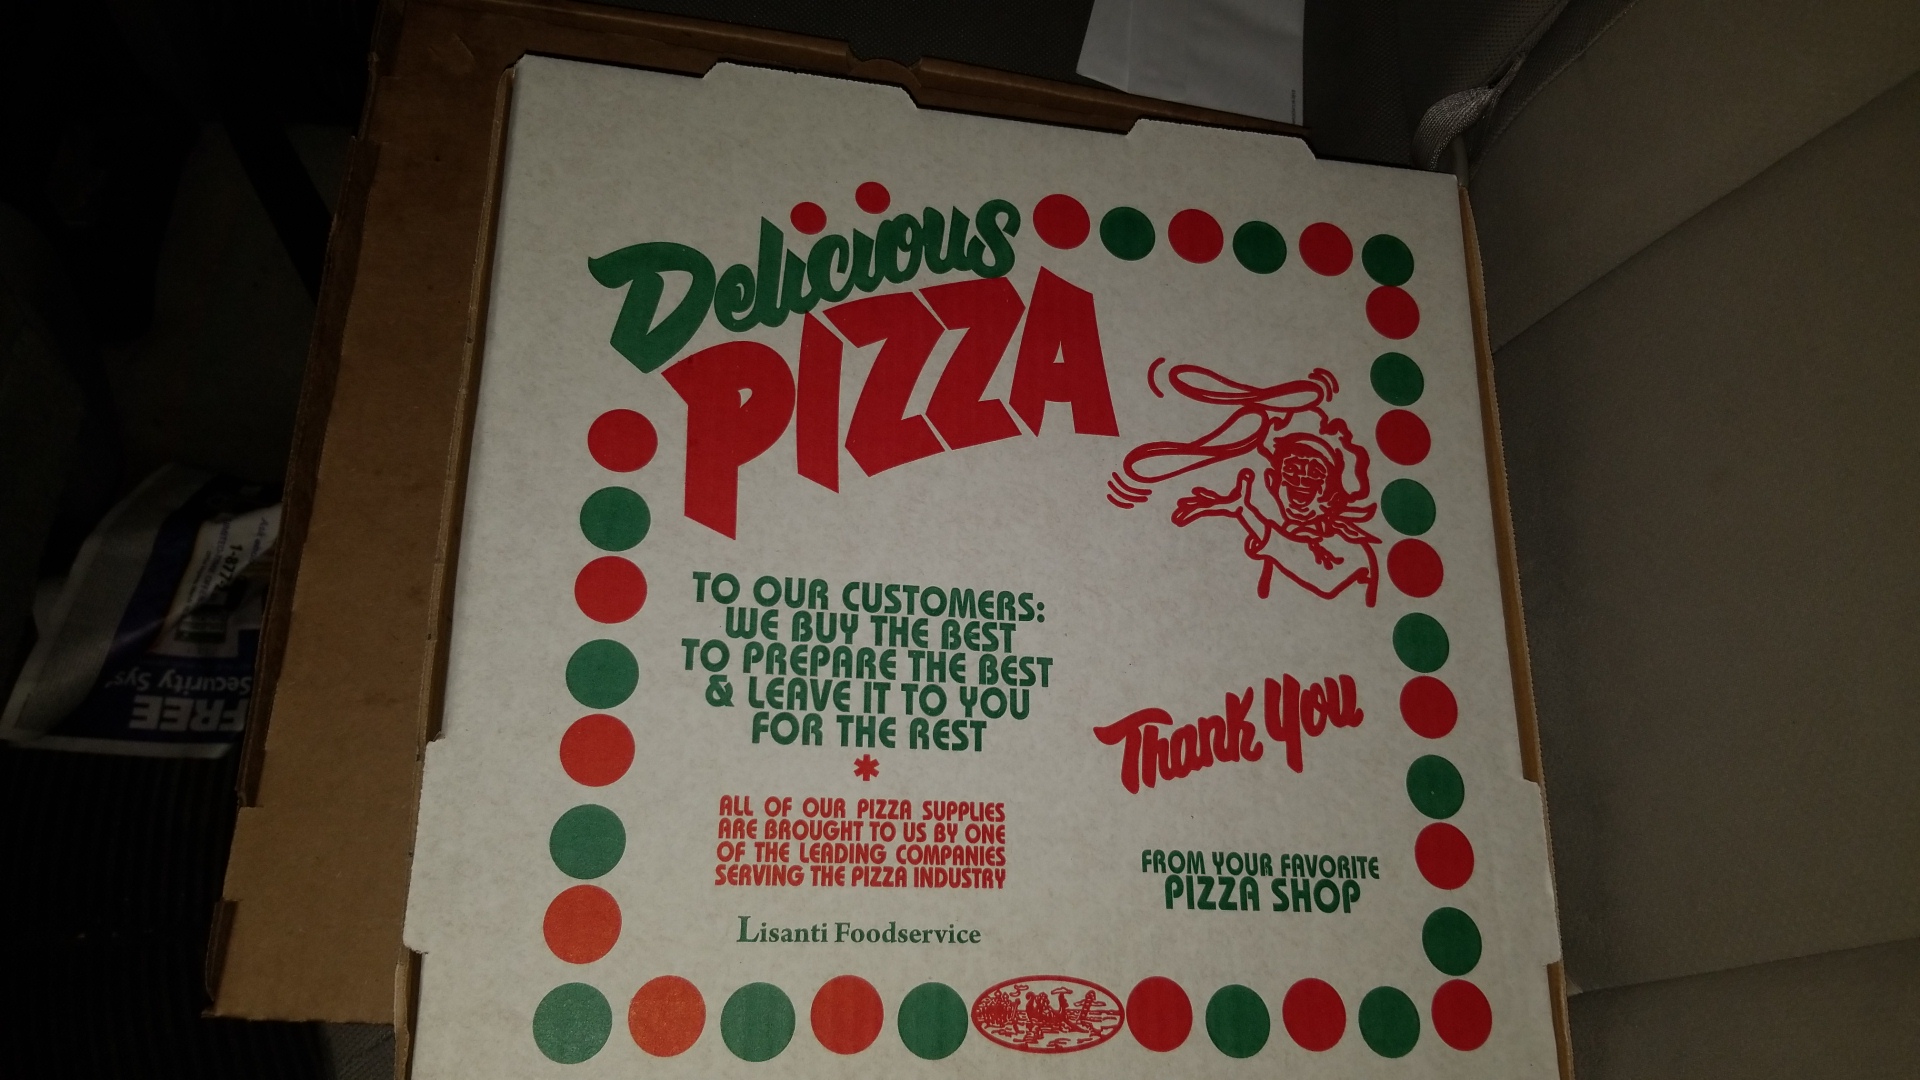 Delicious
PIZZA
TO OUR CUSTOMERS:
WE BUY THE BEST
TO PREPARE THE BEST
& LEAVE IT TO YOU
FOR THE REST
*
ALL OF OUR PIZZA SUPPLIES
ARE BROUGHT TO US BY ONE
OF THE LEADING COMPANIES
SERVING THE PIZZA INDUSTRY
Lisanti Foodservice
Thank You
FROM YOUR FAVORITE
PIZZA SHOP
FREE
Security Sys
1-877